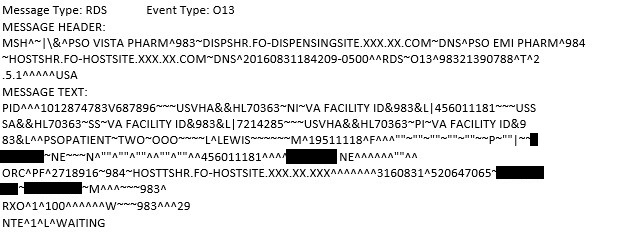 Message Type: RDS Event Type: O13
MESSAGE HEADER:
MSH^~|\&^PSO VISTA PHARM^983~DISPSHR.FO-DISPENSINGSITE.XXX.XX.COM~DNS^PSO EMI PHARM^984
~HOSTSHR.FO-HOSTSITE.XXX.XX.COM~DNS^20160831184209-0500^^RDS~O13^98321390788^T^2
.5.1^^^^^USA
MESSAGE TEXT:
PID^^^1012874783V687896~~~USVHA&&HL70363~NI~VA FACILITY ID&983&L|456011181~~~USS
SA&&HL70363~SS~VA FACILITY ID&983&L|7214285~~~USVHA&&HL70363~PI~VA FACILITY ID&9
83&L^^PSOPATIENT~TWO~OOO~~~~L^LEWIS~~~~~~M^19511118^F^^^""~""~""~""~""~~P~""|~~
~NE~~~N^""^""^""^^""^""^^456011181^^^^ NE^^^^^^""^^
ORC^PF^2718916~984~HOSTTSHR.FO-HOSTSITE.XXX.XX.XXX^^^^^^^3160831^520647065~
~ ~M^^^~~~983^
RXO^1^100^^^^^^W~~~983^^^29
NTE^1^L^WAITING